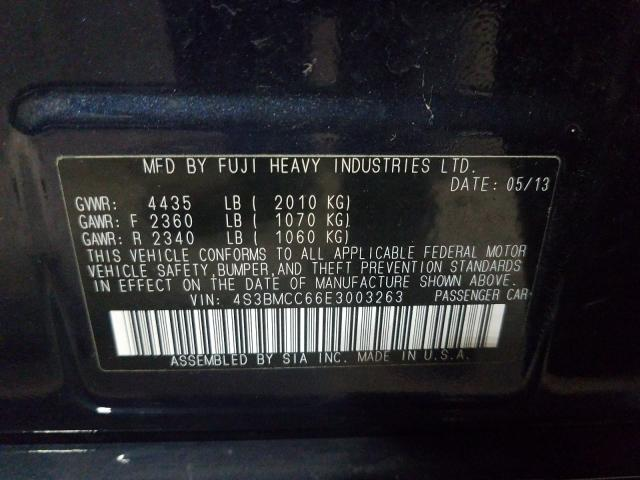 MFD BY FUJI HEAVY INDUSTRIES LTD.
DATE: 05/13
GVWR: 4435 LB ( 2010 KG)
GAWR: F 2360 LB ( 1070 KG)
GAWR: R 2340 LB ( 1060 KG)
THIS VEHICLE CONFORMS TO ALL APPLICABLE FEDERAL MOTOR
VEHICLE SAFETY, BUMPER, AND THEFT PREVENTION STANDARDS
IN EFFECT ON THE DATE OF MANUFACTURE SHOWN ABOVE.
VIN: 4S3BMCC66E3003263 PASSENGER CAR
ASSEMBLED BY SIA INC. MADE IN U.S.A.